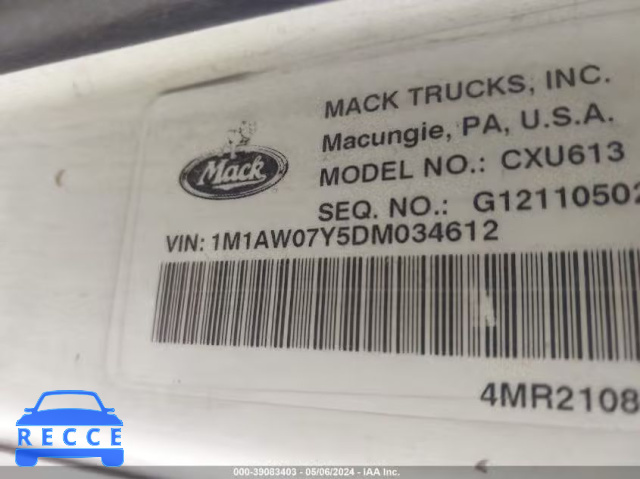 MACK TRUCKS, INC.
Macungie, PA, U.S.A.
Mack
MODEL NO.: CXU613
SEQ. NO.: G12110502
VIN: 1M1AW07Y5DM034612
4MR2108
RECCE
000-39083403 - 05/06/2024 - IAA Inc.